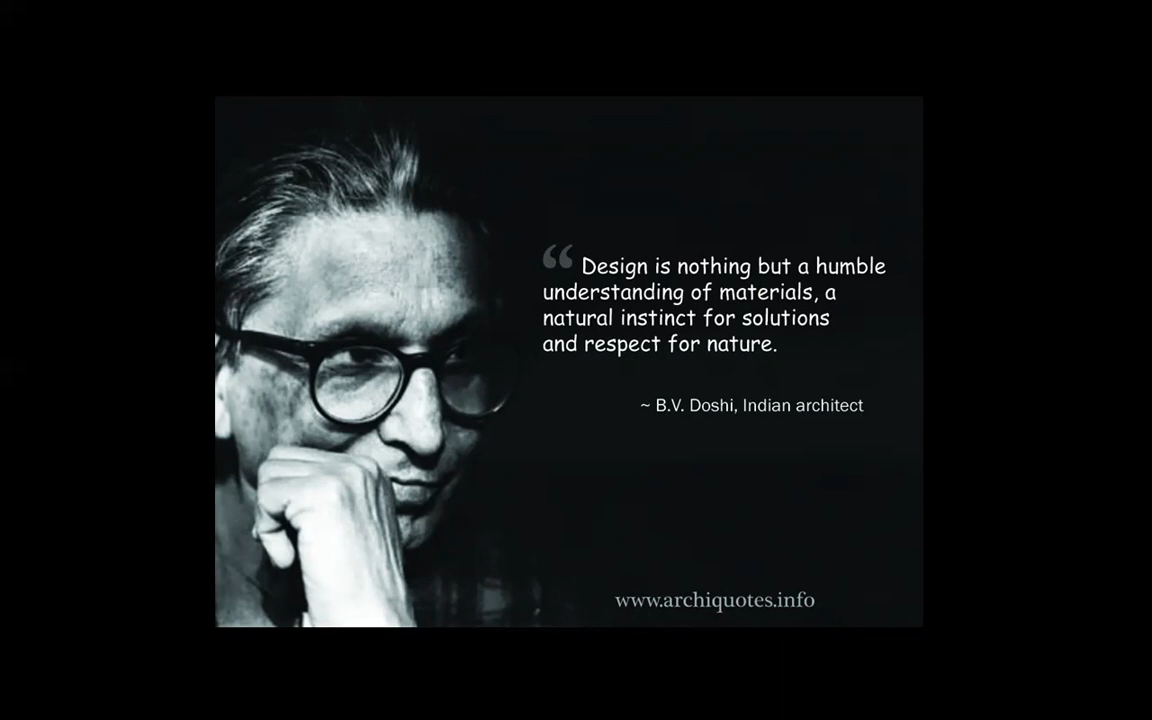 “ Design is nothing but a humble
understanding of materials, a
natural instinct for solutions
and respect for nature.
~ B.V. Doshi, Indian architect
www.archiquotes.info